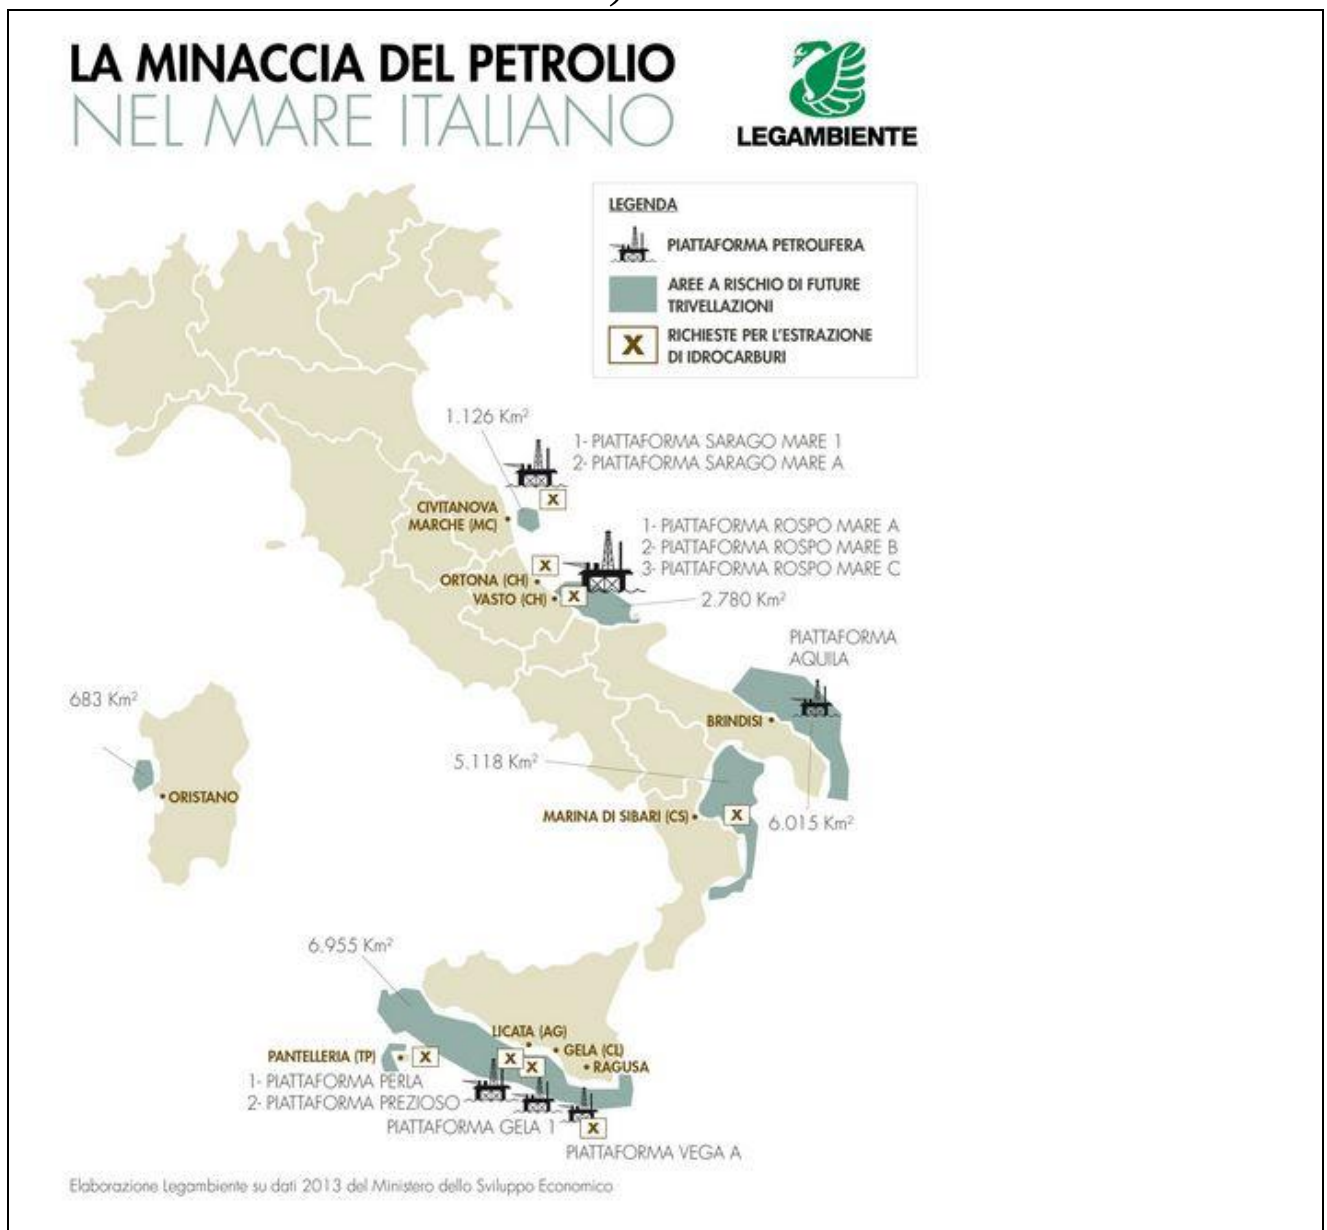 LA MINACCIA DEL PETROLIO
NEL MARE ITALIANO
LEGAMBIENTE
LEGENDA
PIATTAFORMA PETROLIFERA
AREE A RISCHIO DI FUTURE
TRIVELLAZIONI
X
RICHIESTE PER L'ESTRAZIONE
DI IDROCARBURI
1.126 Km²
1- PIATTAFORMA SARAGO MARE 1
2- PIATTAFORMA SARAGO MARE A
X
CIVITANOVA
MARCHE (MC)
1- PIATTAFORMA ROSPO MARE A
2- PIATTAFORMA ROSPO MARE B
3- PIATTAFORMA ROSPO MARE C
X
ORTONA (CH)
VASTO (CH)
X
2.780 Km²
PIATTAFORMA
AQUILA
683 Km²
BRINDISI
5.118 Km²
ORISTANO
MARINA DI SIBARI (CS)
X
6.015 Km²
6.955 Km²
LICATA (AG)
GELA (CL)
RAGUSA
PANTELLERIA (TP)
X
X
X
1- PIATTAFORMA PERLA
2- PIATTAFORMA PREZIOSO
PIATTAFORMA GELA 1
X
PIATTAFORMA VEGA A
Elaborazione Legambiente su dati 2013 del Ministero dello Sviluppo Economico